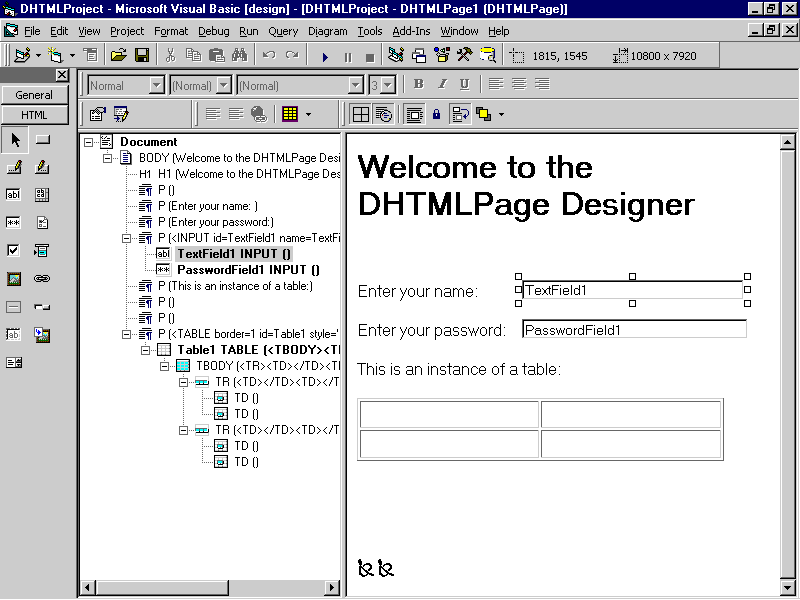 DHTMLProject - Microsoft Visual Basic [design] - [DHTMLProject - DHTMLPage1 (DHTMLPage)]
File Edit View Project Format Debug Run Query Diagram Tools Add-Ins Window Help
1815, 1545 10800 x 7920
General
HTML
Normal (Normal) (Normal) 3 B I U
Document
BODY (Welcome to the DHTMLPage Desi
H1 H1 (Welcome to the DHTMLPage Des
P ()
P (Enter your name: )
P (Enter your password:)
P (<INPUT id=TextField1 name=TextFi
abl TextField1 INPUT ()
** PasswordField1 INPUT ()
P (This is an instance of a table:)
P ()
P ()
P (<TABLE border=1 id=Table1 style='
Table1 TABLE (<TBODY><TI
TBODY (<TR><TD></TD><TI
TR (<TD></TD><TD></T
TD ()
TD ()
TR (<TD></TD><TD></T
TD ()
TD ()
Welcome to the
DHTMLPage Designer
Enter your name: TextField1
Enter your password: PasswordField1
This is an instance of a table: